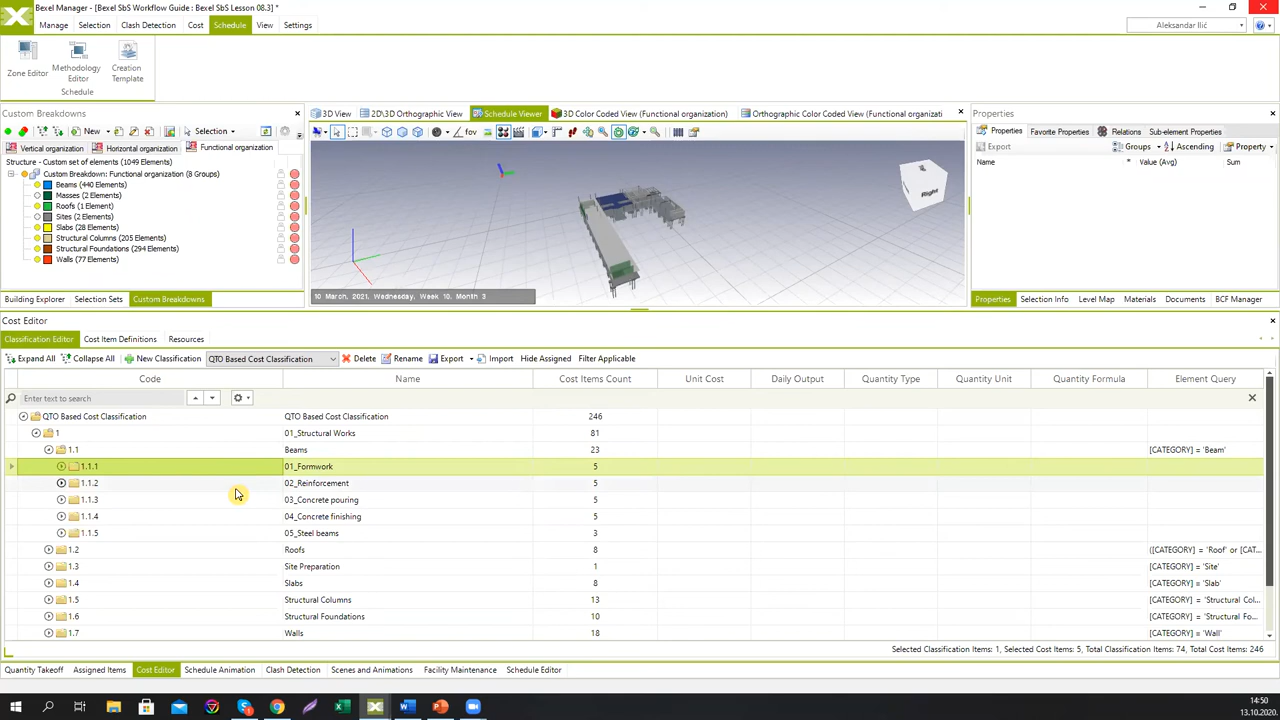 Bexel Manager - [Bexel SbS Workflow Guide : Bexel SbS Lesson 08.3]
Manage Selection Clash Detection Cost Schedule View Settings
Aleksandar Ilić
Zone Editor Methodology Editor Creation Template
Schedule
Custom Breakdowns
New Selection
Vertical organization Horizontal organization Functional organization
Structure - Custom set of elements (1049 Elements)
Custom Breakdown: Functional organization (8 Groups)
Beams (440 Elements)
Masses (2 Elements)
Roofs (1 Element)
Sites (2 Elements)
Slabs (28 Elements)
Structural Columns (205 Elements)
Structural Foundations (294 Elements)
Walls (77 Elements)
Building Explorer Selection Sets Custom Breakdowns
3D View 2D\3D Orthographic View Schedule Viewer 3D Color Coded View (Functional organization) Orthographic Color Coded View (Functional organizati
fov
Right
10 March, 2021, Wednesday, Week 10, Month 3
Properties
Properties Favorite Properties Relations Sub-element Properties
Export Groups Ascending Property
Name * Value (Avg) Sum
Properties Selection Info Level Map Materials Documents BCF Manager
Cost Editor
Classification Editor Cost Item Definitions Resources
Expand All Collapse All New Classification QTO Based Cost Classification Delete Rename Export Import Hide Assigned Filter Applicable
Code Name Cost Items Count Unit Cost Daily Output Quantity Type Quantity Unit Quantity Formula Element Query
Enter text to search
QTO Based Cost Classification QTO Based Cost Classification 246
1 01_Structural Works 81
1.1 Beams 23 [CATEGORY] = 'Beam'
1.1.1 01_Formwork 5
1.1.2 02_Reinforcement 5
1.1.3 03_Concrete pouring 5
1.1.4 04_Concrete finishing 5
1.1.5 05_Steel beams 3
1.2 Roofs 8 ([CATEGORY] = 'Roof' or [CAT...
1.3 Site Preparation 1 [CATEGORY] = 'Site'
1.4 Slabs 8 [CATEGORY] = 'Slab'
1.5 Structural Columns 13 [CATEGORY] = 'Structural Col...
1.6 Structural Foundations 10 [CATEGORY] = 'Structural Fo...
1.7 Walls 18 [CATEGORY] = 'Wall'
Selected Classification Items: 1, Selected Cost Items: 5, Total Classification Items: 74, Total Cost Items: 246
Quantity Takeoff Assigned Items Cost Editor Schedule Animation Clash Detection Scenes and Animations Facility Maintenance Schedule Editor
14:50
13.10.2020.